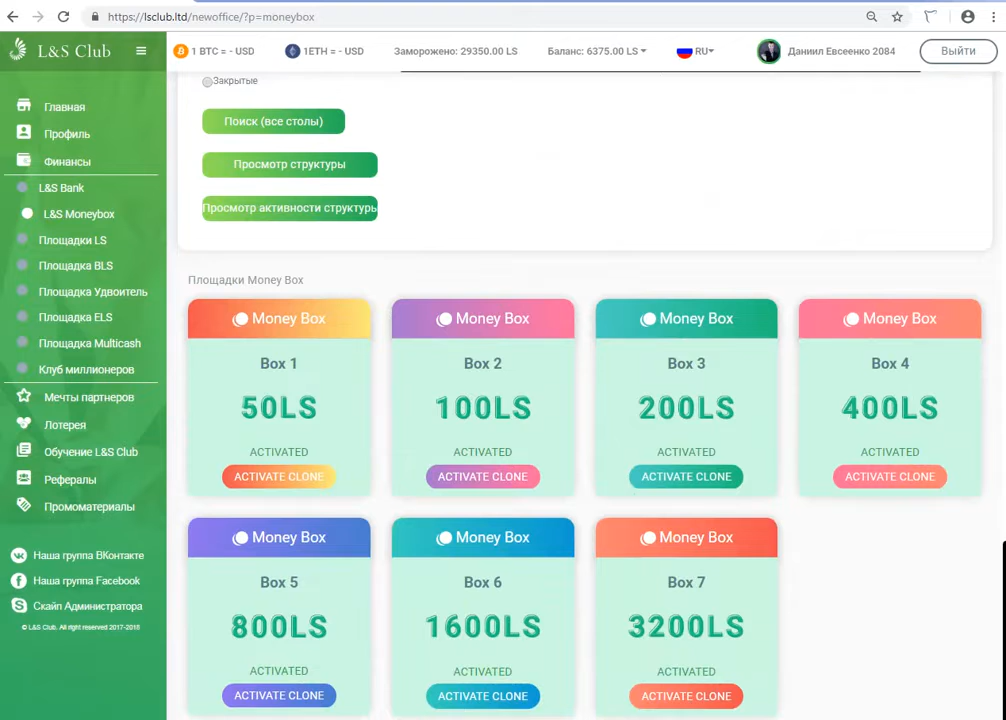 https://lsclub.ltd/newoffice/?p=moneybox
L&S Club
1 BTC = - USD
1ETH = - USD
Заморожено: 29350.00 LS
Баланс: 6375.00 LS
RU
Даниил Евсеенко 2084
Выйти
Главная
Профиль
Финансы
L&S Bank
L&S Moneybox
Площадки LS
Площадка BLS
Площадка Удвоитель
Площадка ELS
Площадка Multicash
Клуб миллионеров
Мечты партнеров
Лотерея
Обучение L&S Club
Рефералы
Промоматериалы
Наша группа ВКонтакте
Наша группа Facebook
Скайп Администратора
© L&S Club. All right reserved 2017-2018
Закрытые
Поиск (все столы)
Просмотр структуры
Просмотр активности структуры
Площадки Money Box
Money Box
Box 1
50LS
ACTIVATED
ACTIVATE CLONE
Money Box
Box 2
100LS
ACTIVATED
ACTIVATE CLONE
Money Box
Box 3
200LS
ACTIVATED
ACTIVATE CLONE
Money Box
Box 4
400LS
ACTIVATED
ACTIVATE CLONE
Money Box
Box 5
800LS
ACTIVATED
ACTIVATE CLONE
Money Box
Box 6
1600LS
ACTIVATED
ACTIVATE CLONE
Money Box
Box 7
3200LS
ACTIVATED
ACTIVATE CLONE